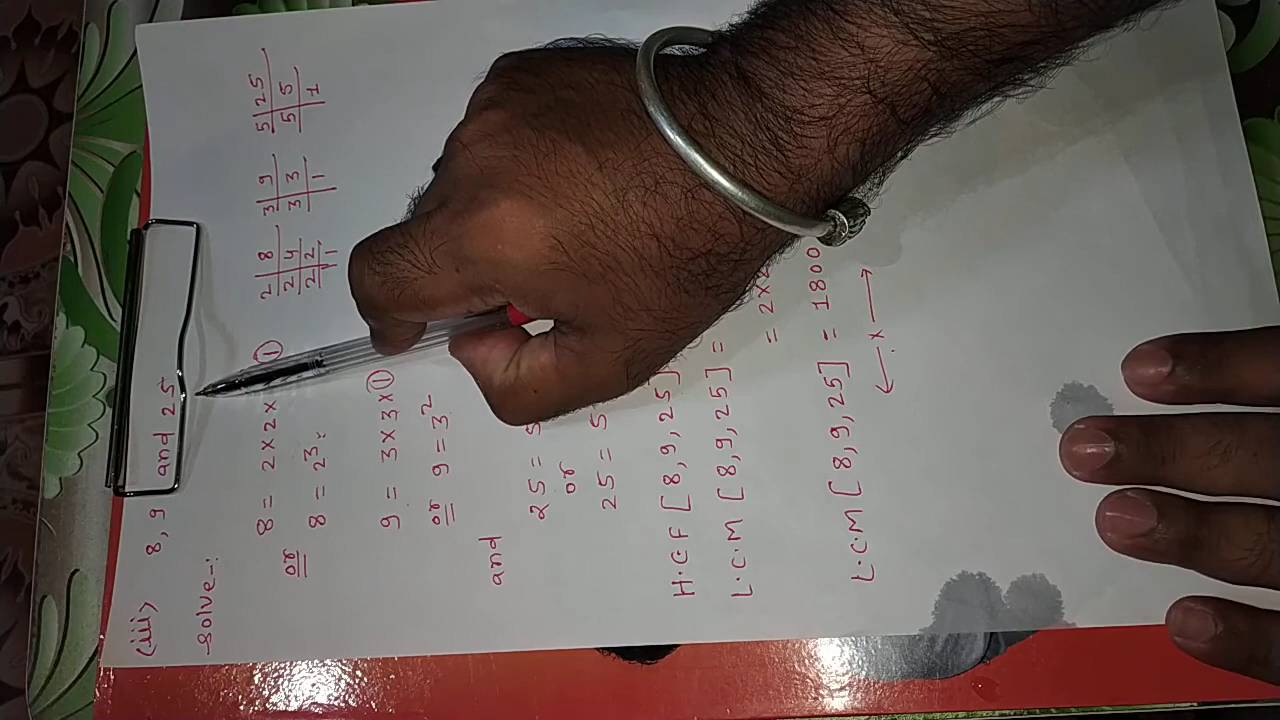 (iii) 8, 9 and 25
solve-:
8 = 2 × 2 × ①
or
8 = 2³
9 = 3 × 3 × ①
or 9 = 3²
and
25 = 5
or
25 = 5
H.C.F [8, 9, 25]
L.C.M [8, 9, 25] =
= 2×2
L.C.M [8, 9, 25] = 1800
← x →
2 8
2 4
2 2
1
3 9
3 3
1
5 25
5 5
1